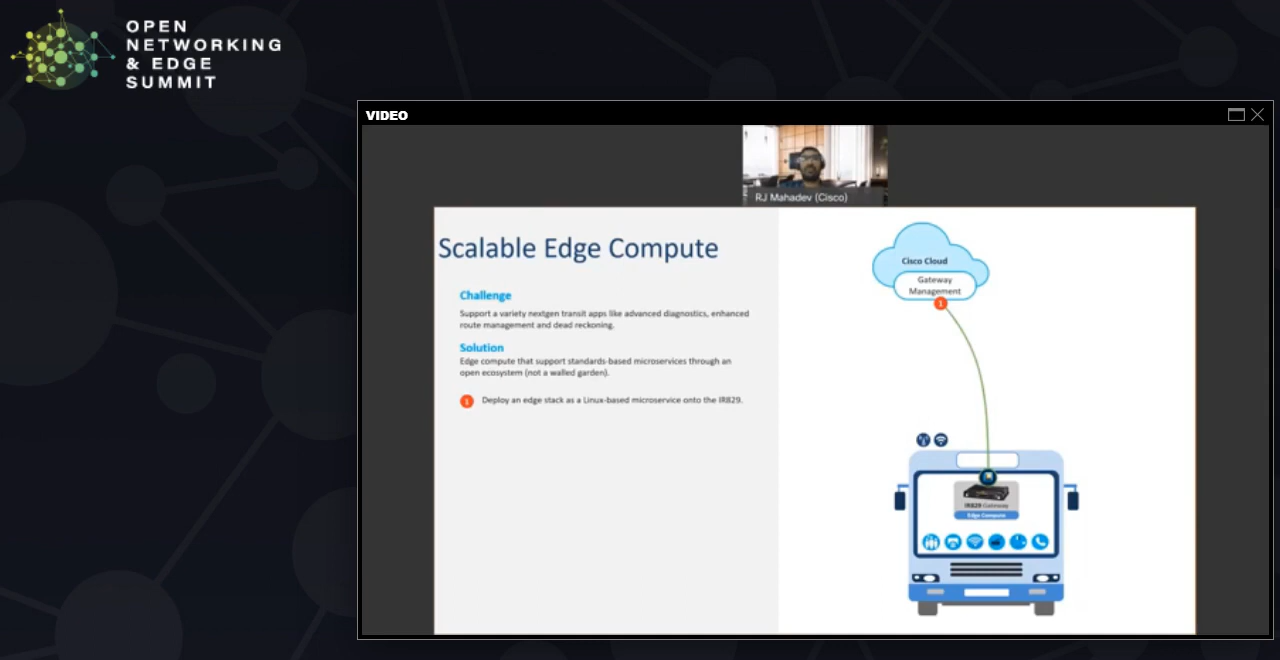 OPEN
NETWORKING
& EDGE
SUMMIT
VIDEO
RJ Mahadev (Cisco)
Scalable Edge Compute
Challenge
Support a variety nextgen transit apps like advanced diagnostics, enhanced
route management and dead reckoning.
Solution
Edge compute that support standards-based microservices through an
open ecosystem (not a walled garden).
1 Deploy an edge stack as a Linux-based microservice onto the IR829.
Cisco Cloud
Gateway
Management
1
IR829 Gateway
Edge Compute